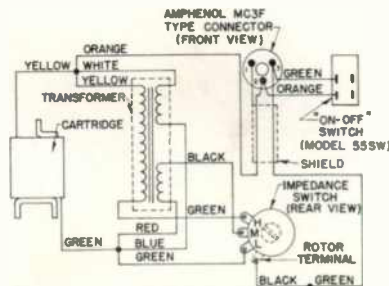 AMPHENOL MC3F
TYPE CONNECTOR
(FRONT VIEW)
ORANGE
YELLOW
WHITE
YELLOW
TRANSFORMER
CARTRIDGE
GREEN
ORANGE
"ON-OFF"
SWITCH
(MODEL 55SW)
SHIELD
BLACK
IMPEDANCE
SWITCH
(REAR VIEW)
GREEN
H
M
L
RED
BLUE
GREEN
GREEN
ROTOR
TERMINAL
BLACK
GREEN